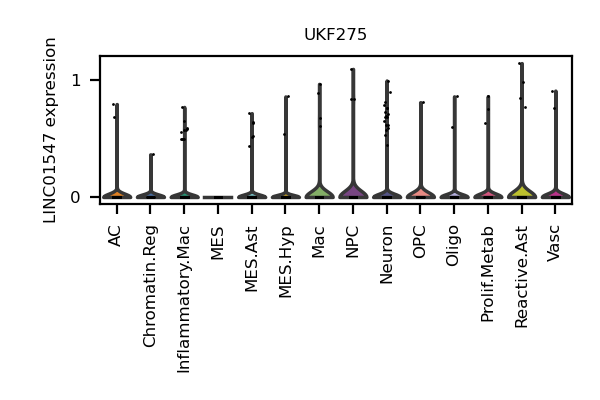 UKF275
LINC01547 expression
1
0
AC
Chromatin.Reg
Inflammatory.Mac
MES
MES.Ast
MES.Hyp
Mac
NPC
Neuron
OPC
Oligo
Prolif.Metab
Reactive.Ast
Vasc